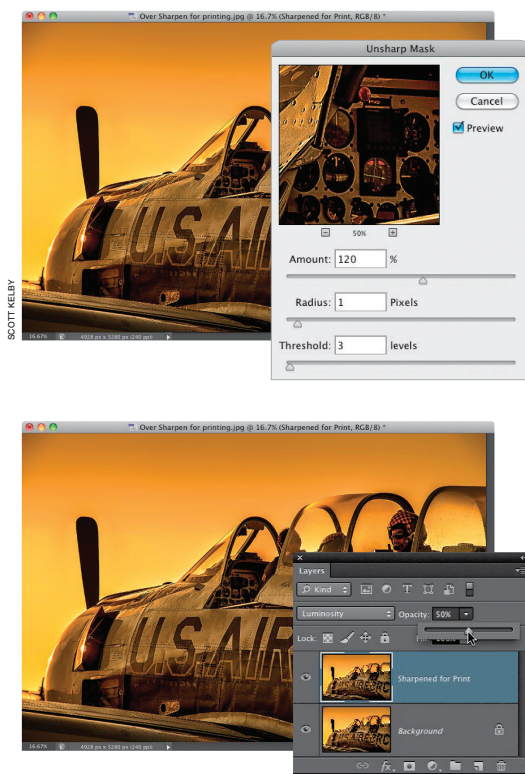 Over Sharpen for printing.jpg @ 16.7% (Sharpened for Print, RGB/8) *
Unsharp Mask
OK
Cancel
Preview
50%
Amount: 120 %
Radius: 1 Pixels
Threshold: 3 levels
U.S. AIR
16.67% 4928 px x 3280 px (240 ppi)
SCOTT KELBY
Over Sharpen for printing.jpg @ 16.7% (Sharpened for Print, RGB/8) *
U.S. AIR
Layers
Kind
Luminosity Opacity: 50%
Lock:
Sharpened for Print
Background
fx
16.67% 4928 px x 3280 px (240 ppi)